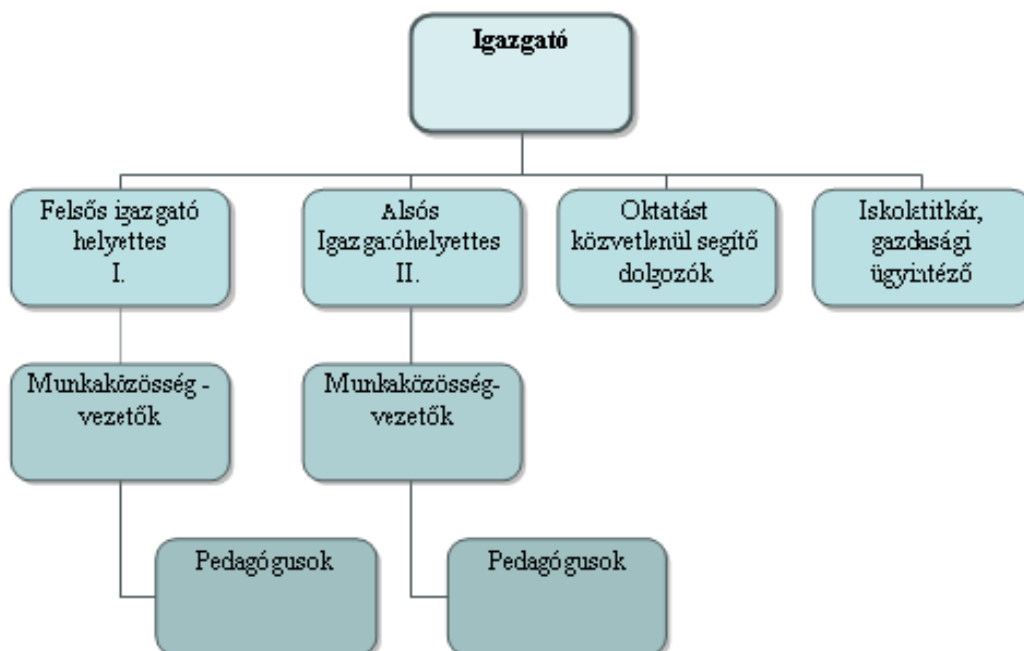 Igazgató
Felsős igazgató
helyettes
I.
Alsós
Igazgatóhelyettes
II.
Oktatást
közvetlenül segítő
dolgozók
Iskolatitkár,
gazdasági
ügyintéző
Munkaközösség -
vezetők
Munkaközösség-
vezetők
Pedagógusok
Pedagógusok